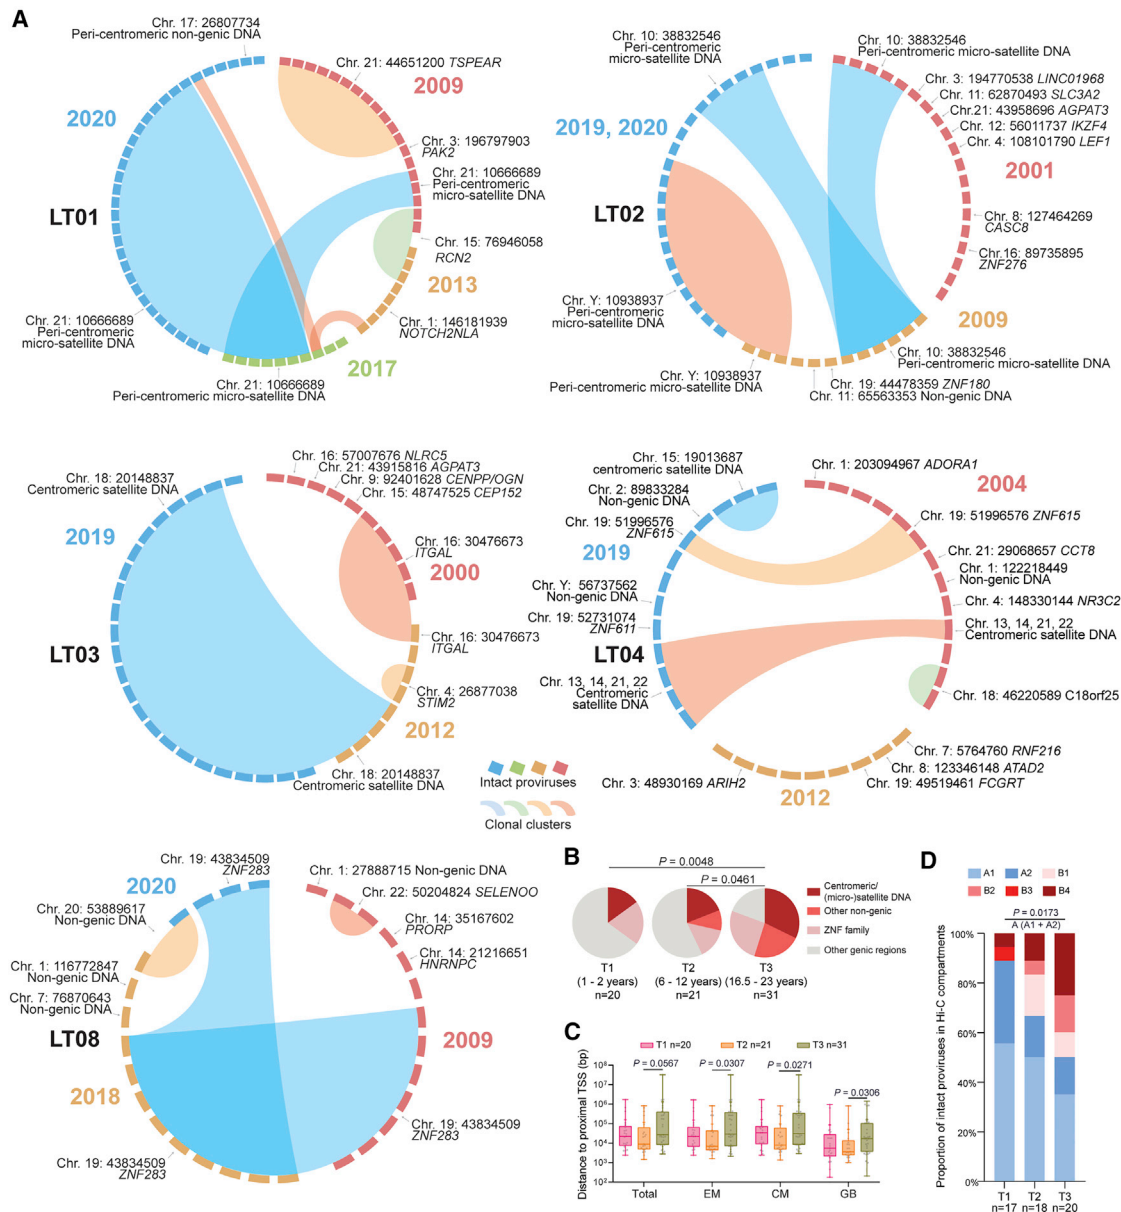 A
Chr. 17: 26807734
Peri-centromeric non-genic DNA
Chr. 21: 44651200 TSPEAR
2009
2020
Chr. 3: 196797903
PAK2
Chr. 21: 10666689
Peri-centromeric
micro-satellite DNA
LT01
Chr. 15: 76946058
RCN2
2013
Chr. 21: 10666689
Peri-centromeric
micro-satellite DNA
Chr. 1: 146181939
NOTCH2NLA
2017
Chr. 21: 10666689
Peri-centromeric micro-satellite DNA
Chr. 10: 38832546
Peri-centromeric
micro-satellite DNA
Chr. 10: 38832546
Peri-centromeric micro-satellite DNA
Chr. 3: 194770538 LINC01968
Chr. 11: 62870493 SLC3A2
Chr.21: 43958696 AGPAT3
Chr. 12: 56011737 IKZF4
Chr. 4: 108101790 LEF1
2019, 2020
2001
LT02
Chr. 8: 127464269
CASC8
Chr.16: 89735895
ZNF276
Chr. Y: 10938937
Peri-centromeric
micro-satellite DNA
2009
Chr. 10: 38832546
Peri-centromeric micro-satellite DNA
Chr. Y: 10938937
Peri-centromeric micro-satellite DNA
Chr. 19: 44478359 ZNF180
Chr. 11: 65563353 Non-genic DNA
Chr. 18: 20148837
Centromeric satellite DNA
Chr. 16: 57007676 NLRC5
Chr. 21: 43915816 AGPAT3
Chr. 9: 92401628 CENPP/OGN
Chr. 15: 48747525 CEP152
2019
Chr. 16: 30476673
ITGAL
2000
LT03
Chr. 16: 30476673
ITGAL
Chr. 4: 26877038
STIM2
2012
Chr. 18: 20148837
Centromeric satellite DNA
Intact proviruses
Clonal clusters
Chr. 15: 19013687
centromeric satellite DNA
Chr. 2: 89833284
Non-genic DNA
Chr. 19: 51996576
ZNF615
2019
Chr. 1: 203094967 ADORA1
2004
Chr. 19: 51996576 ZNF615
Chr. 21: 29068657 CCT8
Chr. 1: 122218449
Non-genic DNA
Chr. Y: 56737562
Non-genic DNA
Chr. 4: 148330144 NR3C2
Chr. 19: 52731074
ZNF611
Chr. 13, 14, 21, 22
Centromeric satellite DNA
LT04
Chr. 13, 14, 21, 22
Centromeric
satellite DNA
Chr. 18: 46220589 C18orf25
Chr. 7: 5764760 RNF216
Chr. 8: 123346148 ATAD2
Chr. 19: 49519461 FCGRT
Chr. 3: 48930169 ARIH2
2012
Chr. 19: 43834509
ZNF283
2020
Chr. 20: 53889617
Non-genic DNA
Chr. 1: 27888715 Non-genic DNA
Chr. 22: 50204824 SELENOO
Chr. 14: 35167602
PRORP
Chr. 14: 21216651
HNRNPC
Chr. 1: 116772847
Non-genic DNA
Chr. 7: 76870643
Non-genic DNA
LT08
2009
2018
Chr. 19: 43834509
ZNF283
Chr. 19: 43834509
ZNF283
B
P = 0.0048
P = 0.0461
Centromeric/
(micro-)satellite DNA
Other non-genic
ZNF family
Other genic regions
T1 T2 T3
(1 - 2 years) (6 - 12 years) (16.5 - 23 years)
n=20 n=21 n=31
C
T1 n=20 T2 n=21 T3 n=31
Distance to proximal TSS (bp)
10⁸
10⁷
10⁶
10⁵
10⁴
10³
10²
P = 0.0567
P = 0.0307
P = 0.0271
P = 0.0306
Total EM CM GB
D
A1 A2 B1
B2 B3 B4
P = 0.0173
A (A1 + A2)
Proportion of intact proviruses in Hi-C compartments
100%
80%
60%
40%
20%
0%
T1 T2 T3
n=17 n=18 n=20